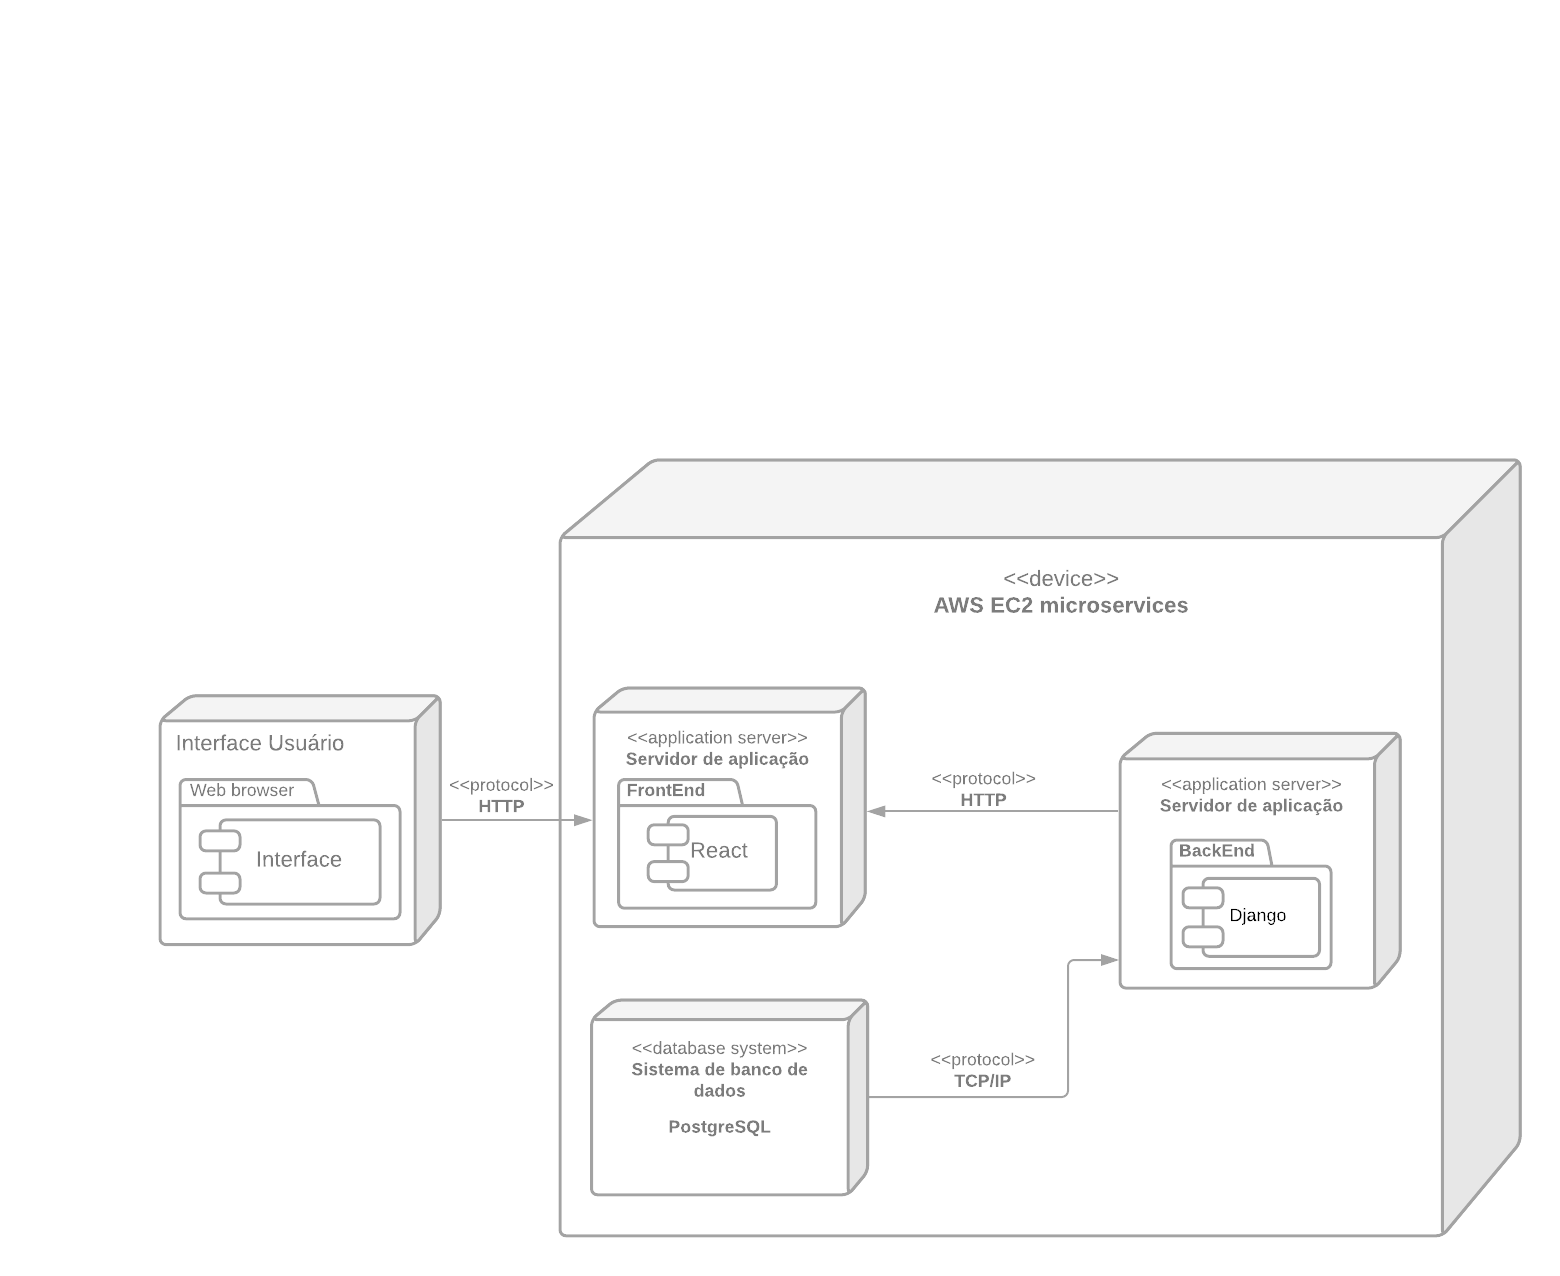 <<device>>
AWS EC2 microservices
Interface Usuário
Web browser
Interface
<<protocol>>
HTTP
<<application server>>
Servidor de aplicação
FrontEnd
React
<<protocol>>
HTTP
<<application server>>
Servidor de aplicação
BackEnd
Django
<<database system>>
Sistema de banco de
dados
PostgreSQL
<<protocol>>
TCP/IP